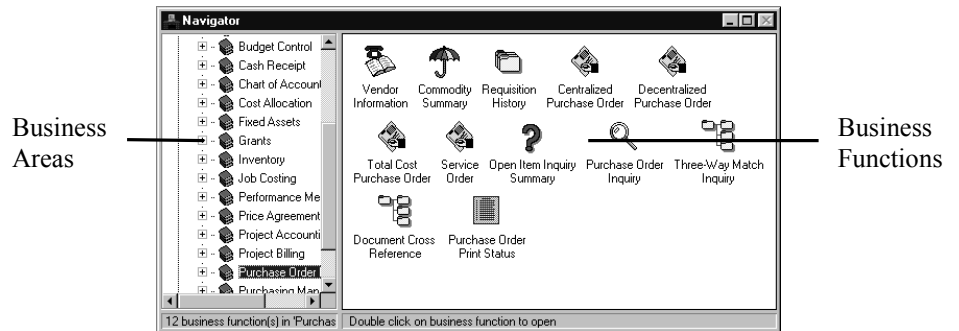 Navigator
Business
Areas
Budget Control
Cash Receipt
Chart of Account
Cost Allocation
Fixed Assets
Grants
Inventory
Job Costing
Performance Me
Price Agreement
Project Accounti
Project Billing
Purchase Order
Purchasing Man
Vendor
Information
Commodity
Summary
Requisition
History
Centralized
Purchase Order
Decentralized
Purchase Order
Total Cost
Purchase Order
Service
Order
Open Item Inquiry
Summary
Purchase Order
Inquiry
Three-Way Match
Inquiry
Document Cross
Reference
Purchase Order
Print Status
Business
Functions
12 business function(s) in 'Purchas
Double click on business function to open